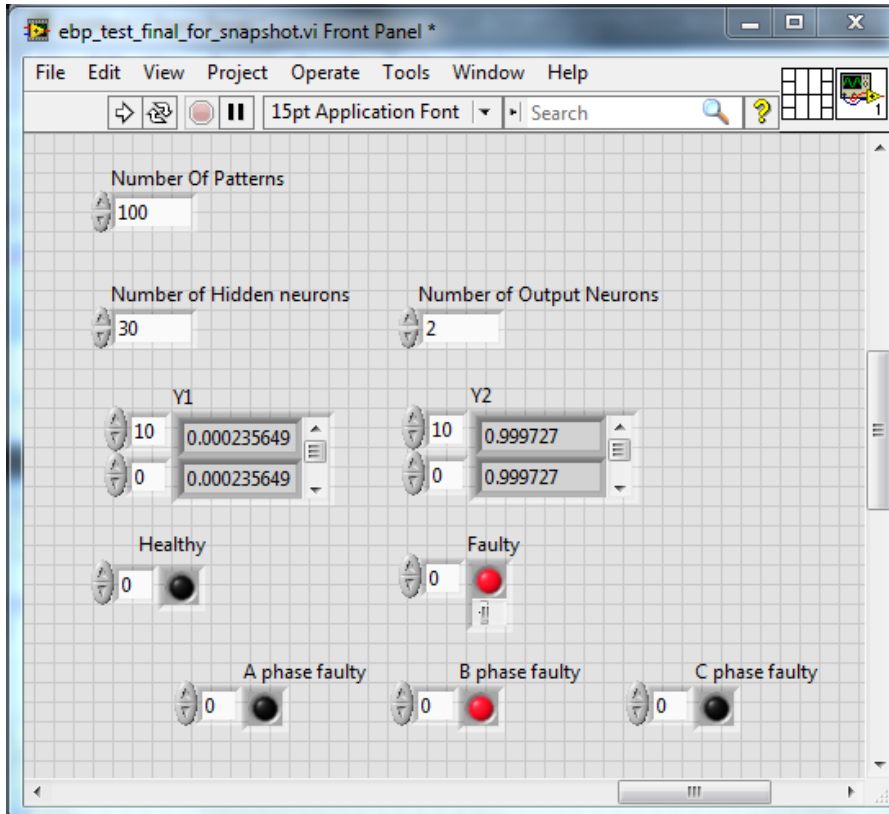 ebp_test_final_for_snapshot.vi Front Panel *
File Edit View Project Operate Tools Window Help
15pt Application Font Search ? 1
Number Of Patterns
100
Number of Hidden neurons Number of Output Neurons
30 2
Y1 Y2
10 0.000235649 10 0.999727
0 0.000235649 0 0.999727
Healthy Faulty
0 0
A phase faulty B phase faulty C phase faulty
0 0 0